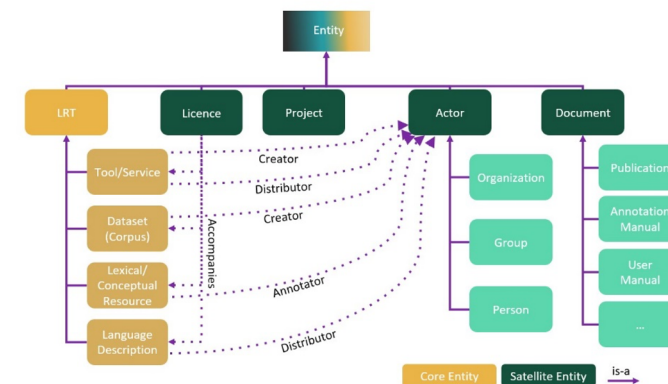 Entity
LRT
Licence
Project
Actor
Document
Tool/Service
Creator
Distributor
Organization
Publication
Dataset
(Corpus)
Creator
Accompanies
Group
Annotation
Manual
Lexical/
Conceptual
Resource
Annotator
User
Manual
Person
Language
Description
Distributor
...
Core Entity
Satellite Entity
is-a